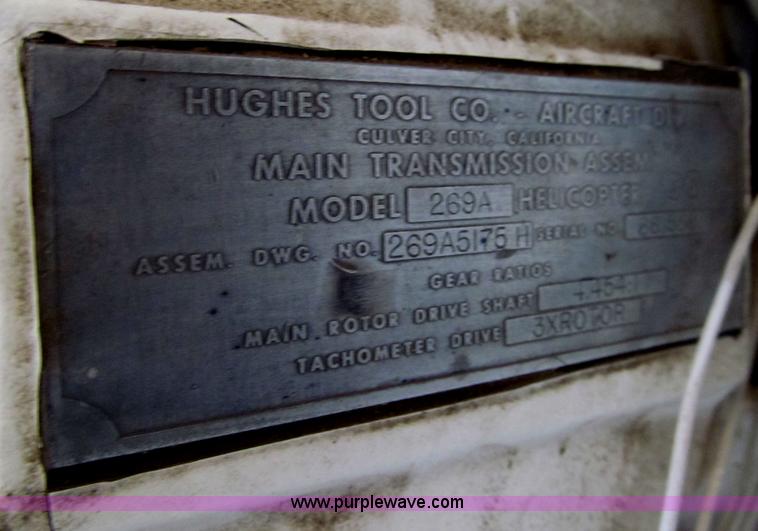 HUGHES TOOL CO. - AIRCRAFT DIV.
CULVER CITY, CALIFORNIA
MAIN TRANSMISSION ASSEM
MODEL 269A HELICOPTER
ASSEM. DWG. NO. 269A5175 H SERIAL NO.
GEAR RATIOS
MAIN ROTOR DRIVE SHAFT
TACHOMETER DRIVE 3XROTOR
www.purplewave.com